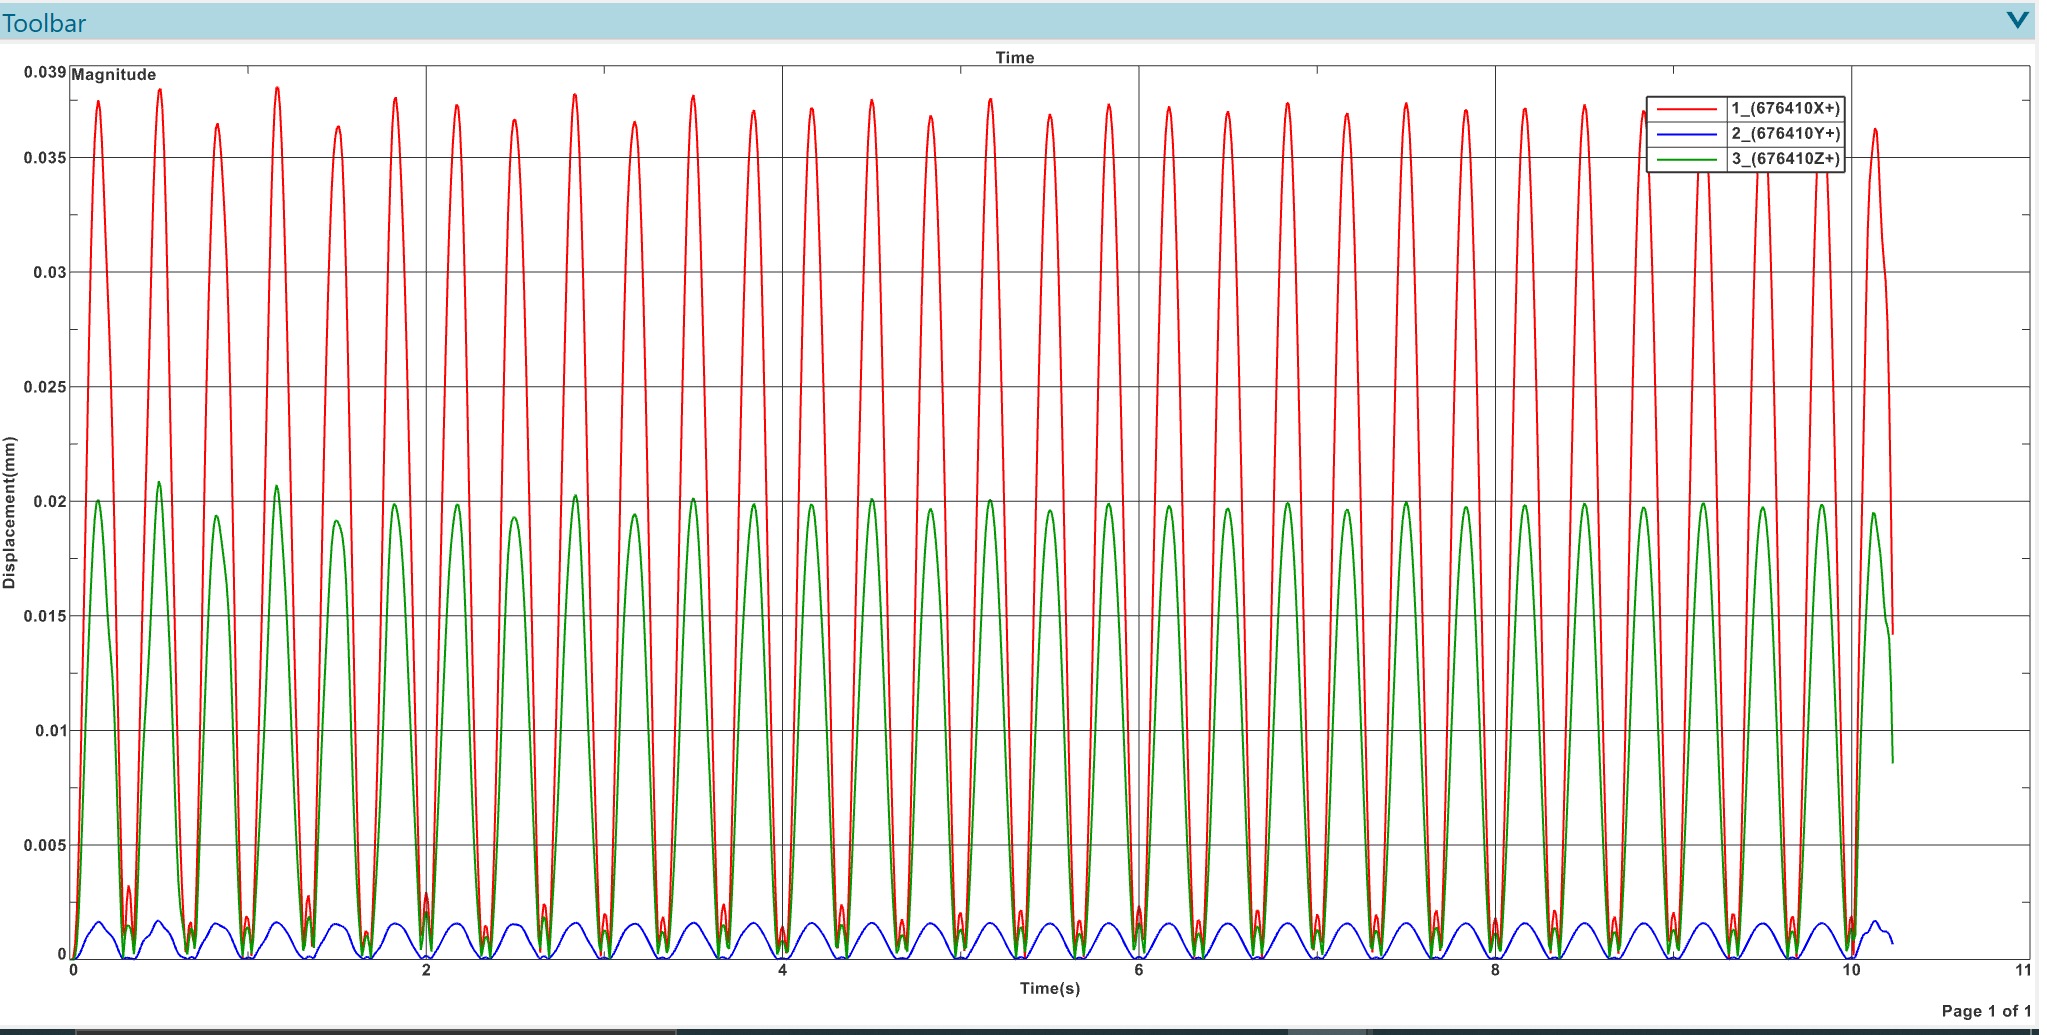 Toolbar
Time
Magnitude
0.039
0.035
0.03
0.025
0.02
0.015
0.01
0.005
0
Displacement(mm)
1_(676410X+)
2_(676410Y+)
3_(676410Z+)
0 2 4 6 8 10 11
Time(s)
Page 1 of 1